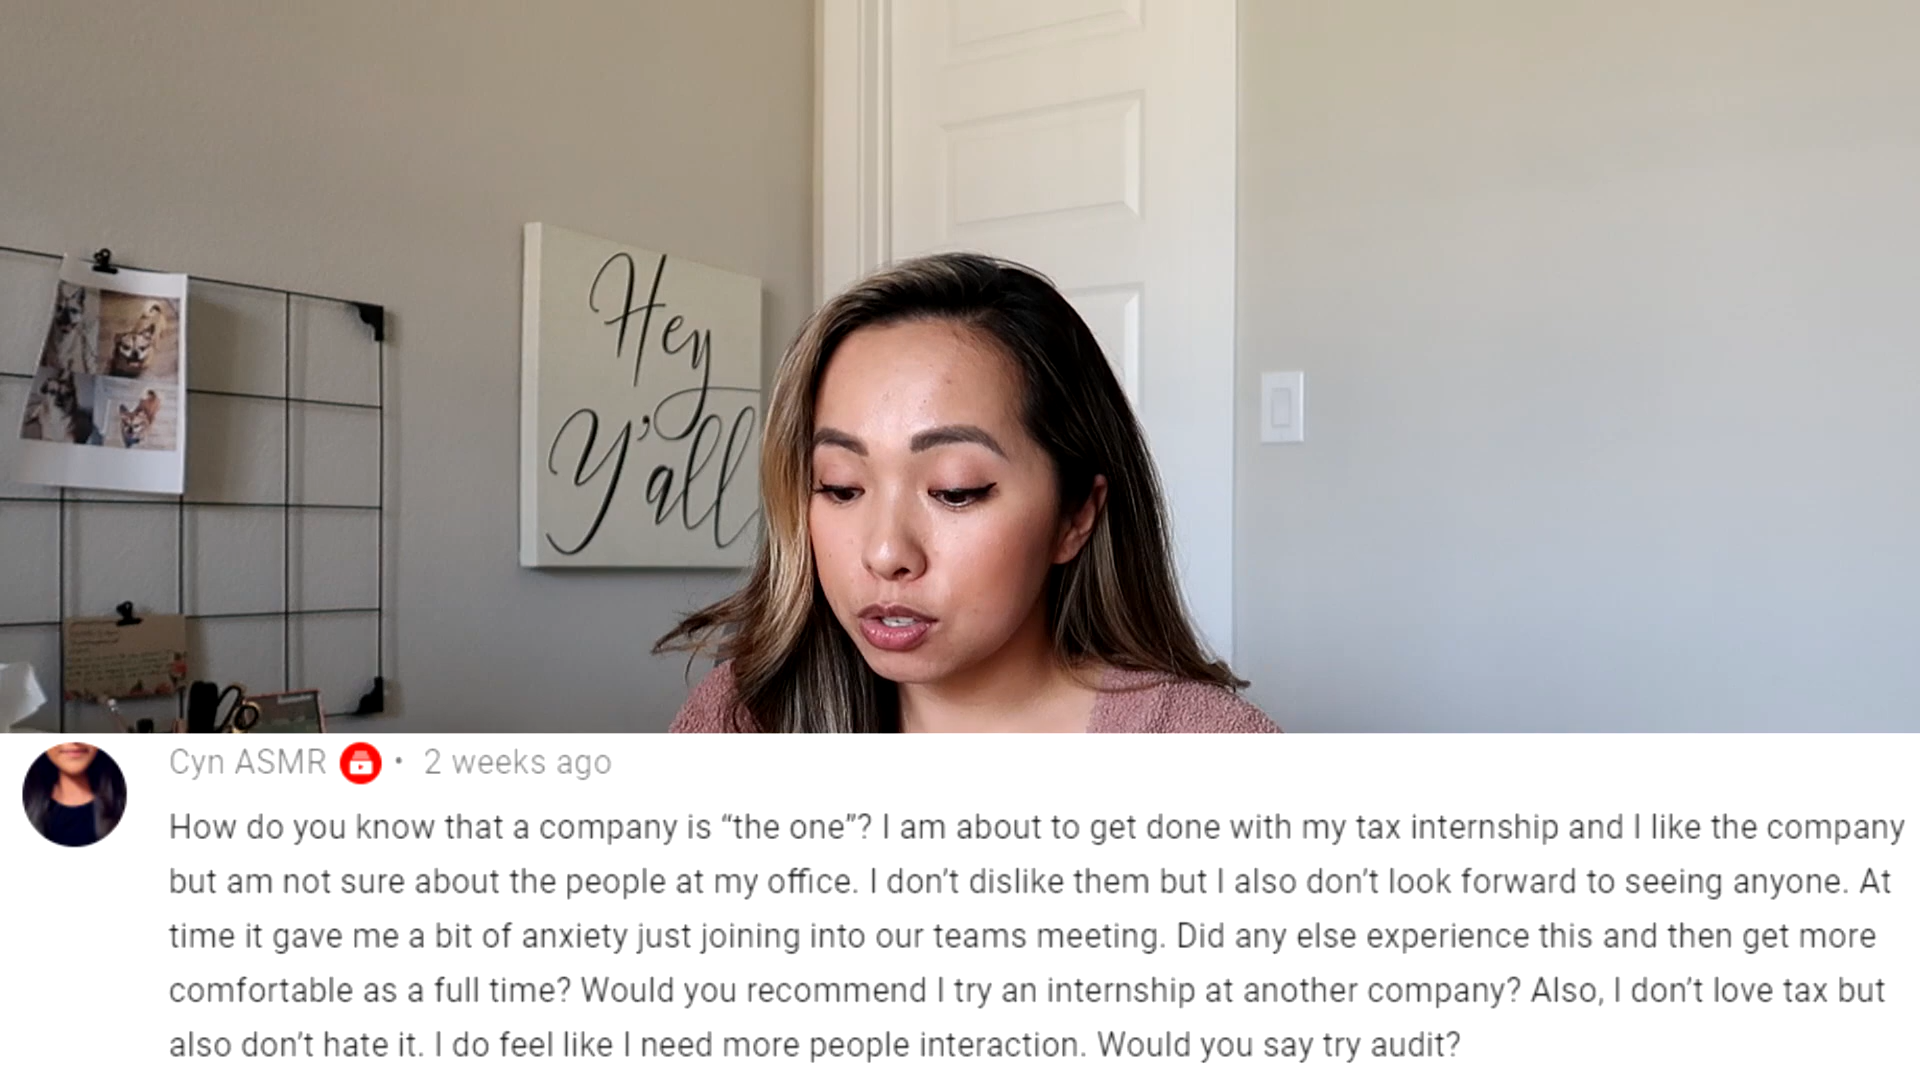 Hey
Y'all
Cyn ASMR • 2 weeks ago
How do you know that a company is “the one”? I am about to get done with my tax internship and I like the company
but am not sure about the people at my office. I don’t dislike them but I also don’t look forward to seeing anyone. At
time it gave me a bit of anxiety just joining into our teams meeting. Did any else experience this and then get more
comfortable as a full time? Would you recommend I try an internship at another company? Also, I don’t love tax but
also don’t hate it. I do feel like I need more people interaction. Would you say try audit?